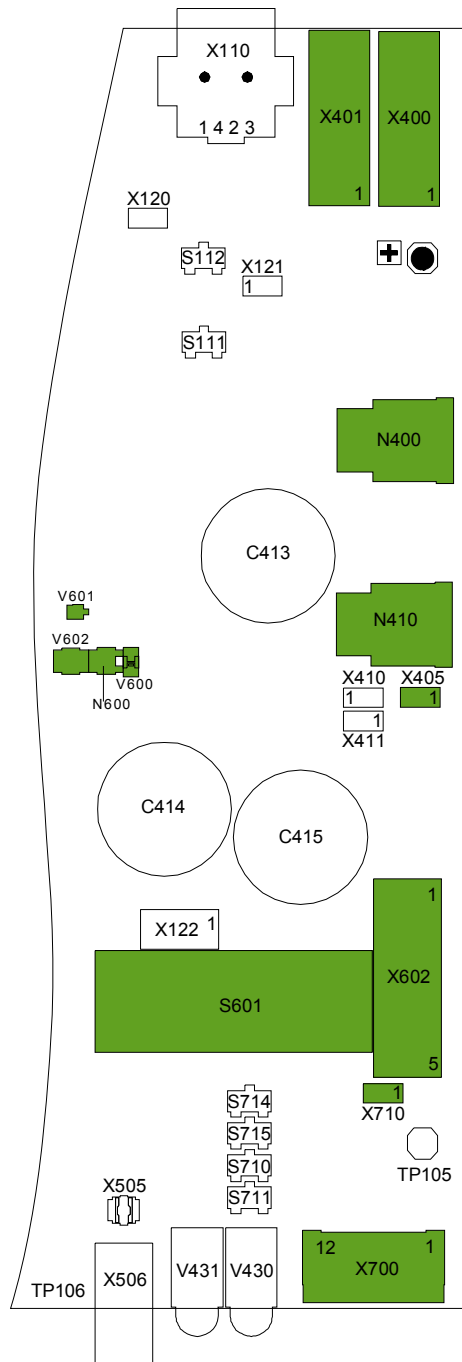 X110
1 4 2 3
X401
X400
1
1
X120
S112
X121
1
S111
N400
C413
V601
N410
V602
V600
N600
X410
X405
1
1
1
X411
C414
C415
1
X122
1
X602
S601
5
S714
1
X710
S715
TP105
S710
X505
S711
12
1
X700
V431
V430
X506
TP106